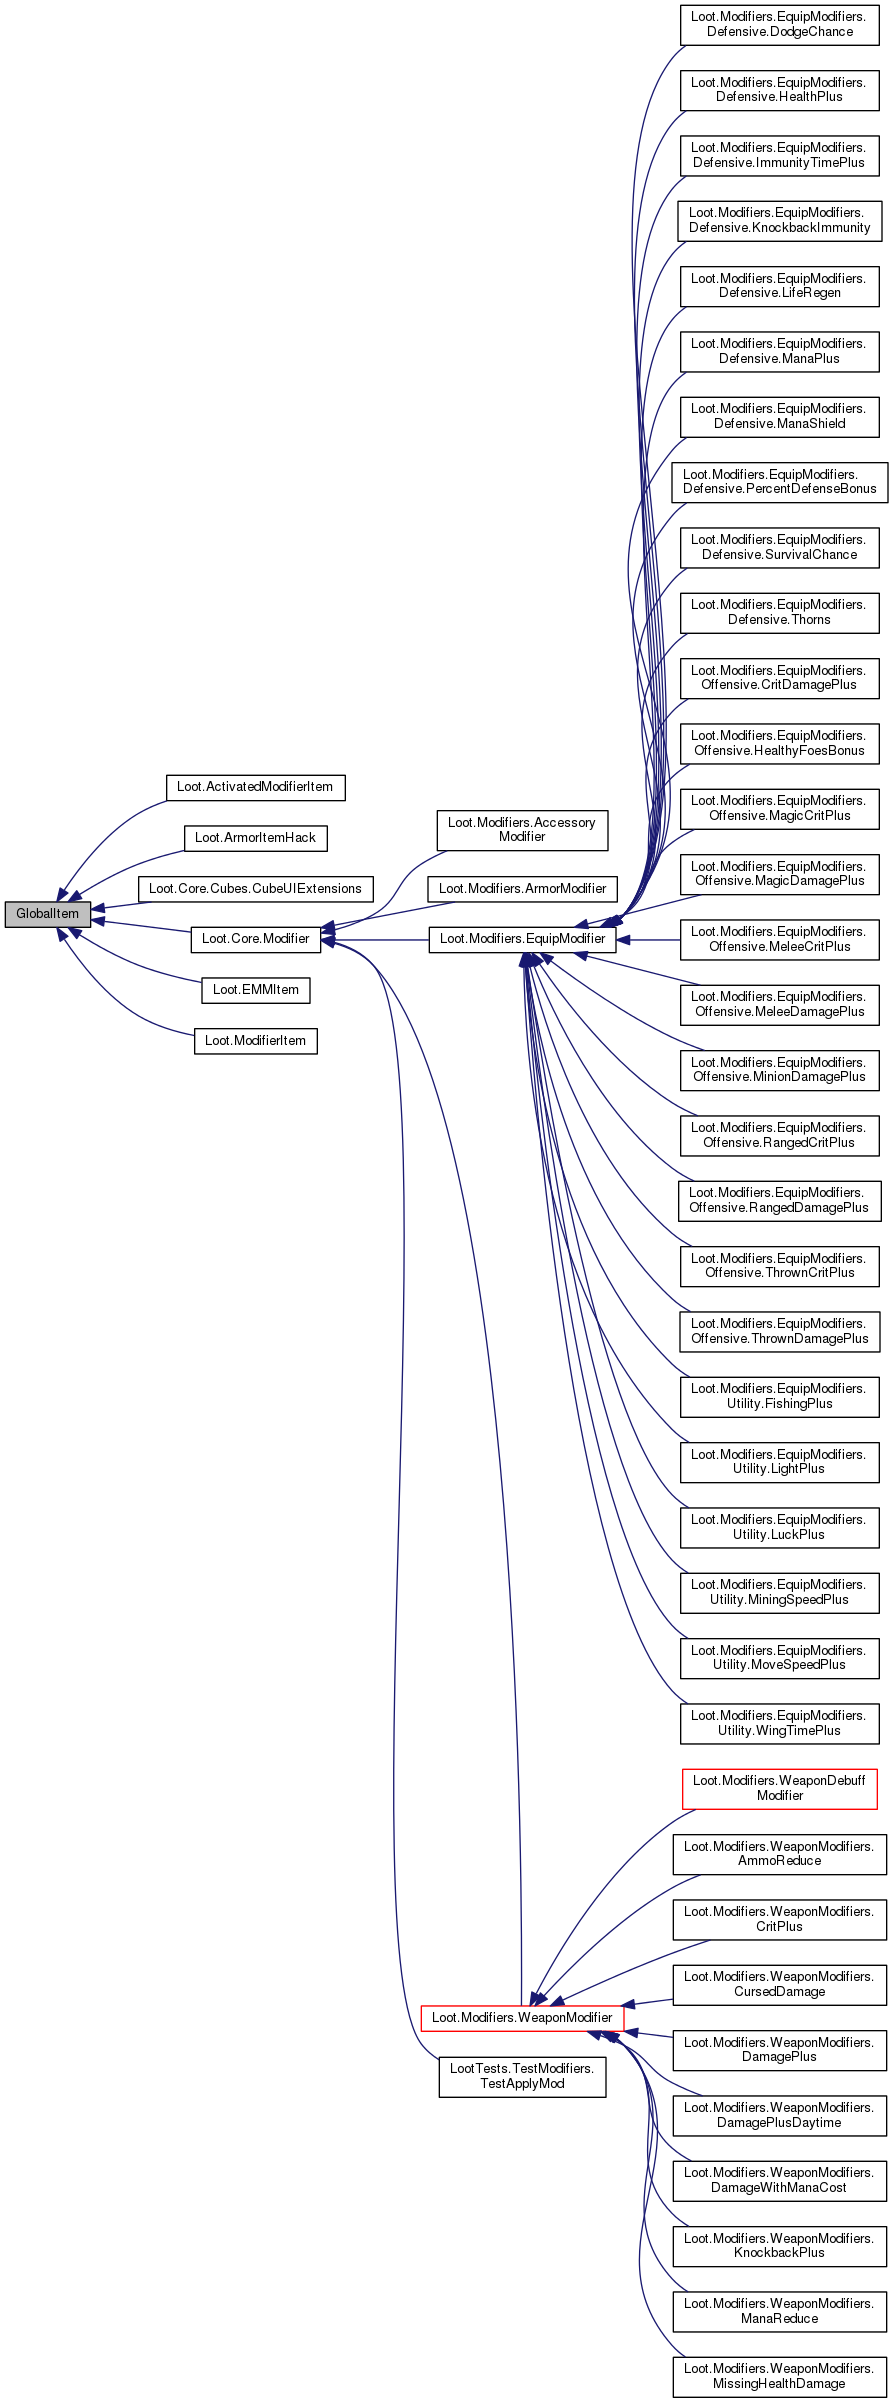 GlobalItem
Loot.ActivatedModifierItem
Loot.ArmorItemHack
Loot.Core.Cubes.CubeUIExtensions
Loot.Core.Modifier
Loot.EMMItem
Loot.ModifierItem
Loot.Modifiers.Accessory
Modifier
Loot.Modifiers.ArmorModifier
Loot.Modifiers.EquipModifier
Loot.Modifiers.WeaponModifier
LootTests.TestModifiers.
TestApplyMod
Loot.Modifiers.EquipModifiers.
Defensive.DodgeChance
Loot.Modifiers.EquipModifiers.
Defensive.HealthPlus
Loot.Modifiers.EquipModifiers.
Defensive.ImmunityTimePlus
Loot.Modifiers.EquipModifiers.
Defensive.KnockbackImmunity
Loot.Modifiers.EquipModifiers.
Defensive.LifeRegen
Loot.Modifiers.EquipModifiers.
Defensive.ManaPlus
Loot.Modifiers.EquipModifiers.
Defensive.ManaShield
Loot.Modifiers.EquipModifiers.
Defensive.PercentDefenseBonus
Loot.Modifiers.EquipModifiers.
Defensive.SurvivalChance
Loot.Modifiers.EquipModifiers.
Defensive.Thorns
Loot.Modifiers.EquipModifiers.
Offensive.CritDamagePlus
Loot.Modifiers.EquipModifiers.
Offensive.HealthyFoesBonus
Loot.Modifiers.EquipModifiers.
Offensive.MagicCritPlus
Loot.Modifiers.EquipModifiers.
Offensive.MagicDamagePlus
Loot.Modifiers.EquipModifiers.
Offensive.MeleeCritPlus
Loot.Modifiers.EquipModifiers.
Offensive.MeleeDamagePlus
Loot.Modifiers.EquipModifiers.
Offensive.MinionDamagePlus
Loot.Modifiers.EquipModifiers.
Offensive.RangedCritPlus
Loot.Modifiers.EquipModifiers.
Offensive.RangedDamagePlus
Loot.Modifiers.EquipModifiers.
Offensive.ThrownCritPlus
Loot.Modifiers.EquipModifiers.
Offensive.ThrownDamagePlus
Loot.Modifiers.EquipModifiers.
Utility.FishingPlus
Loot.Modifiers.EquipModifiers.
Utility.LightPlus
Loot.Modifiers.EquipModifiers.
Utility.LuckPlus
Loot.Modifiers.EquipModifiers.
Utility.MiningSpeedPlus
Loot.Modifiers.EquipModifiers.
Utility.MoveSpeedPlus
Loot.Modifiers.EquipModifiers.
Utility.WingTimePlus
Loot.Modifiers.WeaponDebuff
Modifier
Loot.Modifiers.WeaponModifiers.
AmmoReduce
Loot.Modifiers.WeaponModifiers.
CritPlus
Loot.Modifiers.WeaponModifiers.
CursedDamage
Loot.Modifiers.WeaponModifiers.
DamagePlus
Loot.Modifiers.WeaponModifiers.
DamagePlusDaytime
Loot.Modifiers.WeaponModifiers.
DamageWithManaCost
Loot.Modifiers.WeaponModifiers.
KnockbackPlus
Loot.Modifiers.WeaponModifiers.
ManaReduce
Loot.Modifiers.WeaponModifiers.
MissingHealthDamage